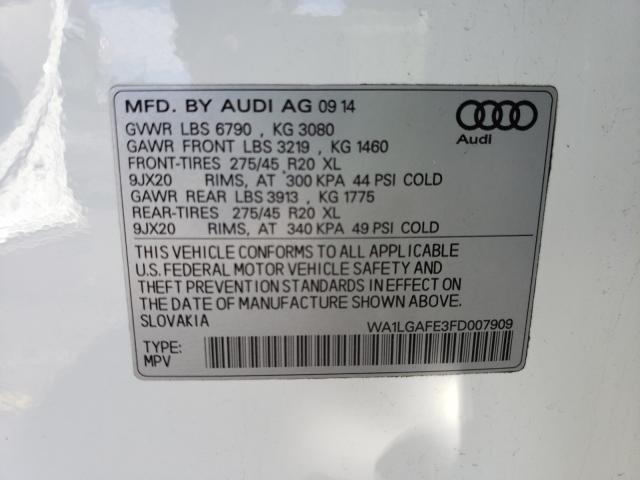 MFD. BY AUDI AG 09 14
GVWR LBS 6790 , KG 3080
GAWR FRONT LBS 3219 , KG 1460
FRONT-TIRES 275/45 R20 XL
9JX20 RIMS, AT 300 KPA 44 PSI COLD
GAWR REAR LBS 3913 , KG 1775
REAR-TIRES 275/45 R20 XL
9JX20 RIMS, AT 340 KPA 49 PSI COLD
Audi
THIS VEHICLE CONFORMS TO ALL APPLICABLE
U.S. FEDERAL MOTOR VEHICLE SAFETY AND
THEFT PREVENTION STANDARDS IN EFFECT ON
THE DATE OF MANUFACTURE SHOWN ABOVE.
SLOVAKIA
WA1LGAFE3FD007909
TYPE:
MPV